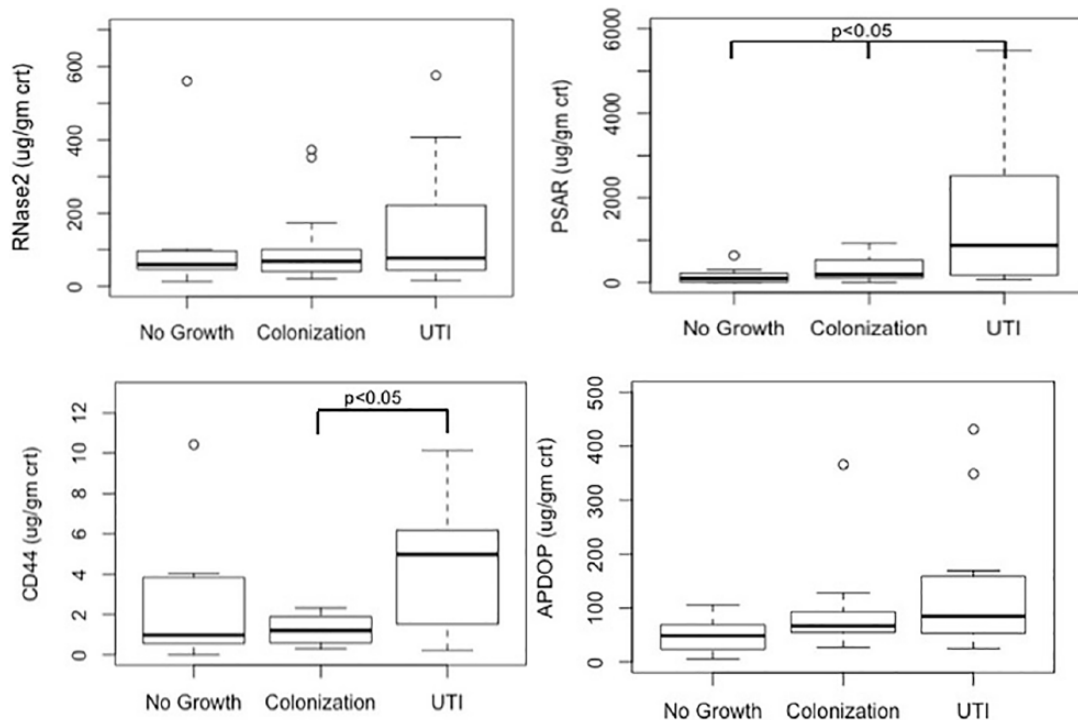 RNase2 (ug/gm crt)
600
400
200
0
No Growth Colonization UTI
PSAR (ug/gm crt)
6000
4000
2000
0
p<0.05
No Growth Colonization UTI
CD44 (ug/gm crt)
12
10
8
6
4
2
0
p<0.05
No Growth Colonization UTI
APDOP (ug/gm crt)
500
400
300
200
100
0
No Growth Colonization UTI